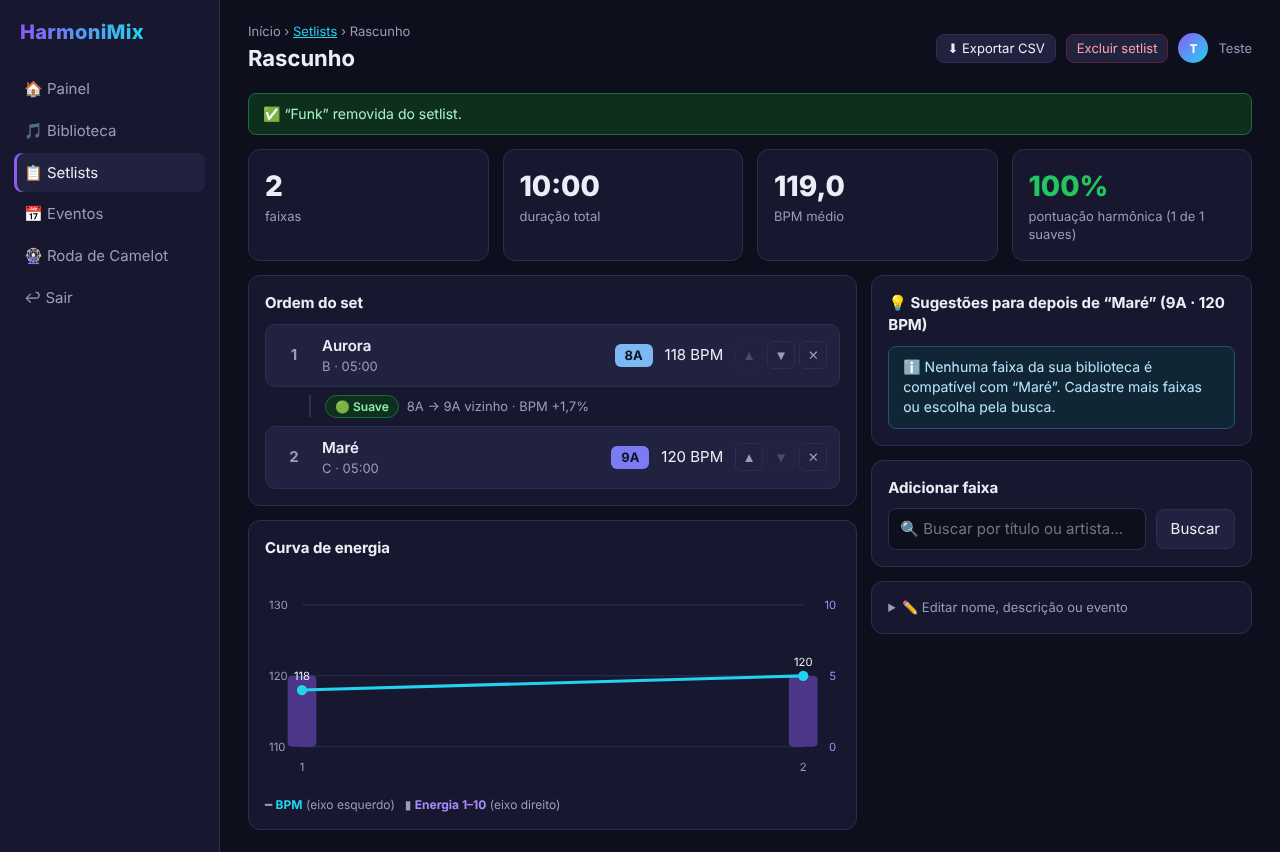 HarmoniMix
🏠 Painel
🎵 Biblioteca
📋 Setlists
📅 Eventos
🎡 Roda de Camelot
↩ Sair
Início › Setlists › Rascunho
Rascunho
⬇ Exportar CSV
Excluir setlist
T
Teste
✅ “Funk” removida do setlist.
2
faixas
10:00
duração total
119,0
BPM médio
100%
pontuação harmônica (1 de 1
suaves)
Ordem do set
1
Aurora
B · 05:00
8A
118 BPM
▲ ▼ ✕
🟢 Suave
8A → 9A vizinho · BPM +1,7%
2
Maré
C · 05:00
9A
120 BPM
▲ ▼ ✕
Curva de energia
130
10
120
118
120
5
110
0
1
2
━ BPM (eixo esquerdo) ▮ Energia 1–10 (eixo direito)
💡 Sugestões para depois de “Maré” (9A · 120
BPM)
ℹ️ Nenhuma faixa da sua biblioteca é
compatível com “Maré”. Cadastre mais faixas
ou escolha pela busca.
Adicionar faixa
🔍 Buscar por título ou artista...
Buscar
▶ ✏️ Editar nome, descrição ou evento